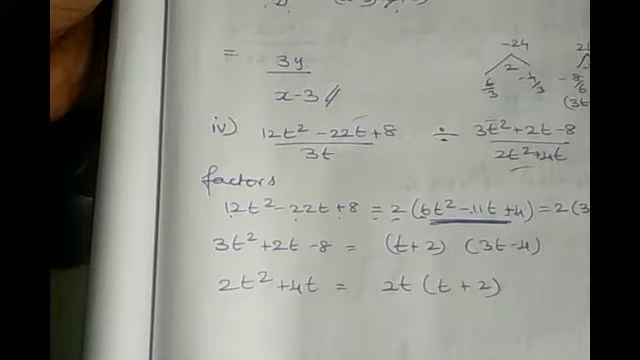 = 3y / x-3 //
-24
2
6/3 -4/3
iv) 12t² - 22t + 8 / 3t ÷ 3t² + 2t - 8 / 2t² + 4t
factors
12t² - 22t + 8 = 2 (6t² - 11t + 4) = 2(3
3t² + 2t - 8 = (t+2) (3t-4)
2t² + 4t = 2t (t+2)